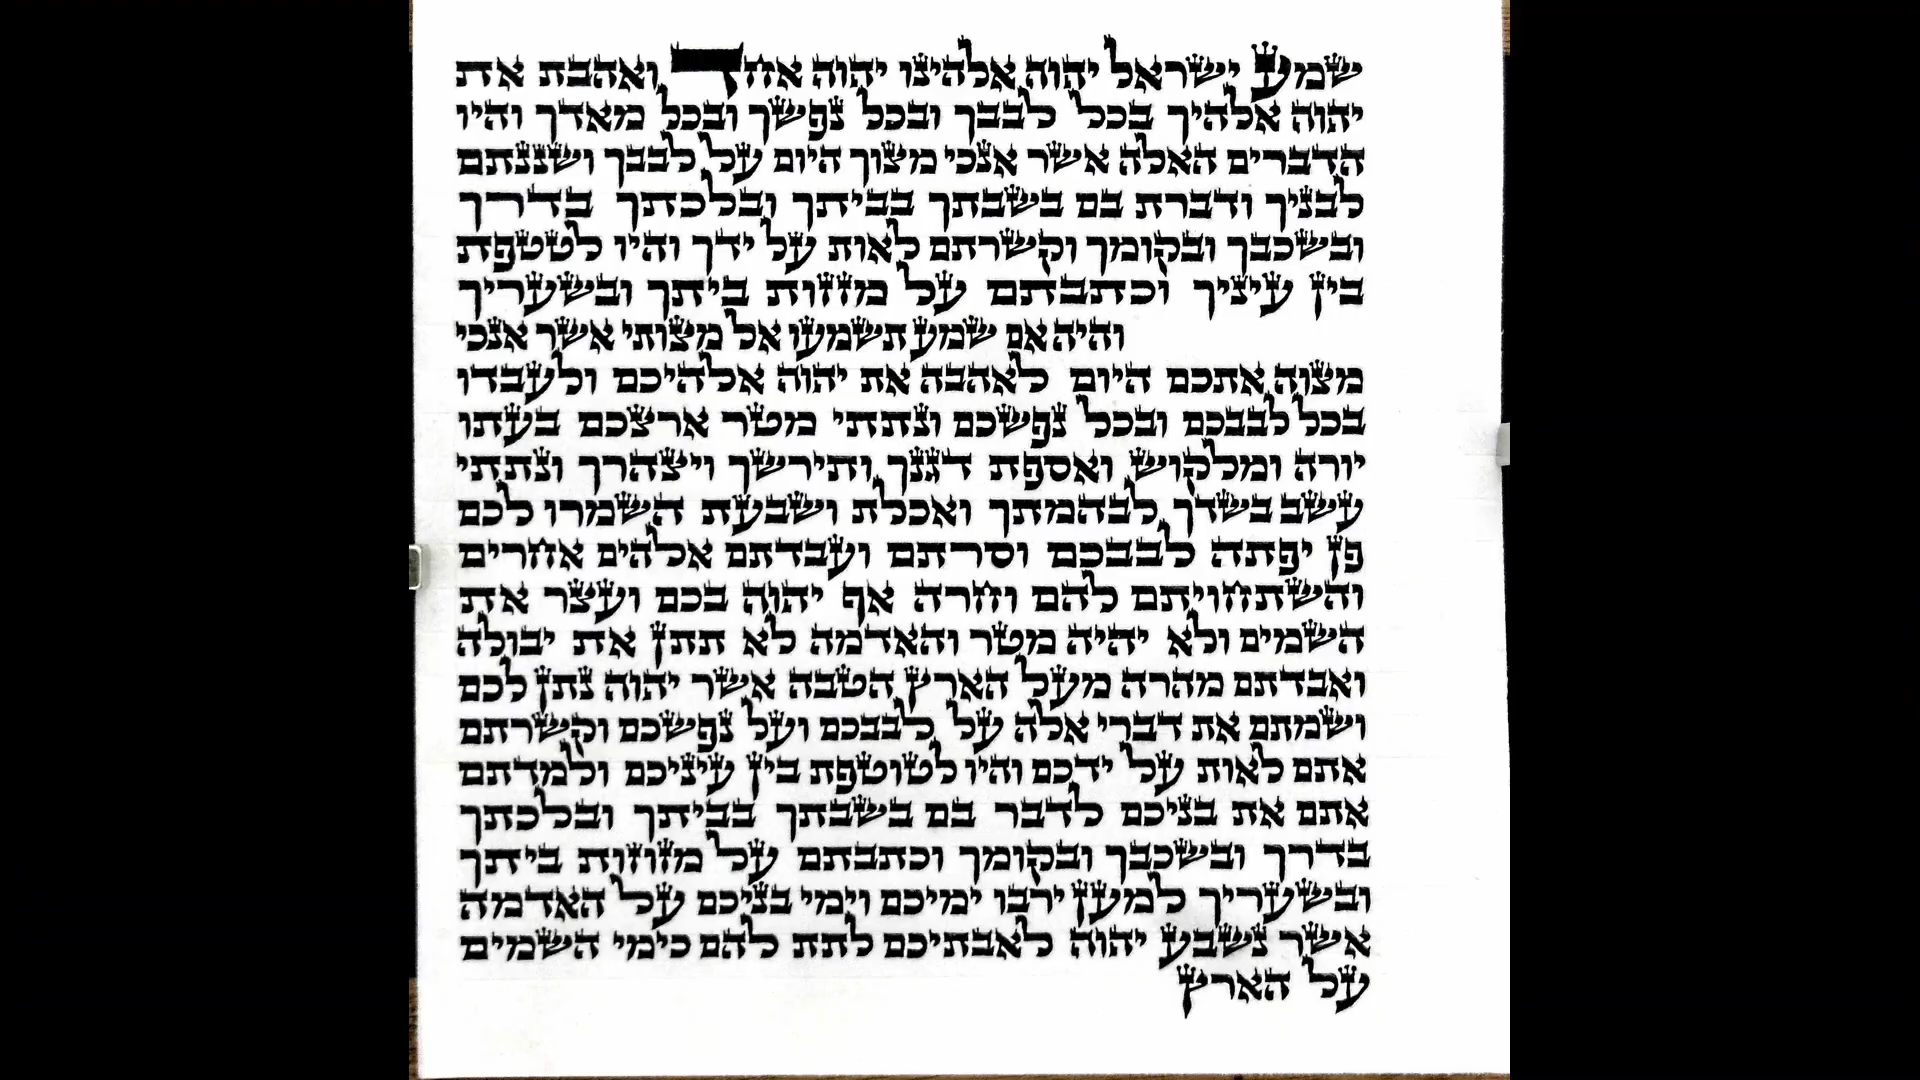 שמע ישראל יהוה אלהינו יהוה אחד ואהבת את
יהוה אלהיך בכל לבבך ובכל נפשך ובכל מאדך והיו
הדברים האלה אשר אנכי מצוך היום על לבבך ושננתם
לבניך ודברת בם בשבתך בביתך ובלכתך בדרך
ובשכבך ובקומך וקשרתם לאות על ידך והיו לטטפת
בין עיניך וכתבתם על מזזות ביתך ובשעריך
והיה אם שמע תשמעו אל מצותי אשר אנכי
מצוה אתכם היום לאהבה את יהוה אלהיכם ולעבדו
בכל לבבכם ובכל נפשכם ונתתי מטר ארצכם בעתו
יורה ומלקוש ואספת דגנך ותירשך ויצהרך ונתתי
עשב בשדך לבהמתך ואכלת ושבעת השמרו לכם
פן יפתה לבבכם וסרתם ועבדתם אלהים אחרים
והשתחויתם להם וחרה אף יהוה בכם ועצר את
השמים ולא יהיה מטר והאדמה לא תתן את יבולה
ואבדתם מהרה מעל הארץ הטבה אשר יהוה נתן לכם
ושמתם את דברי אלה על לבבכם ועל נפשכם וקשרתם
אתם לאות על ידכם והיו לטוטפת בין עיניכם ולמדתם
אתם את בניכם לדבר בם בשבתך בביתך ובלכתך
בדרך ובשכבך ובקומך וכתבתם על מזוזות ביתך
ובשעריך למען ירבו ימיכם וימי בניכם על האדמה
אשר נשבע יהוה לאבתיכם לתת להם כימי השמים
על הארץ